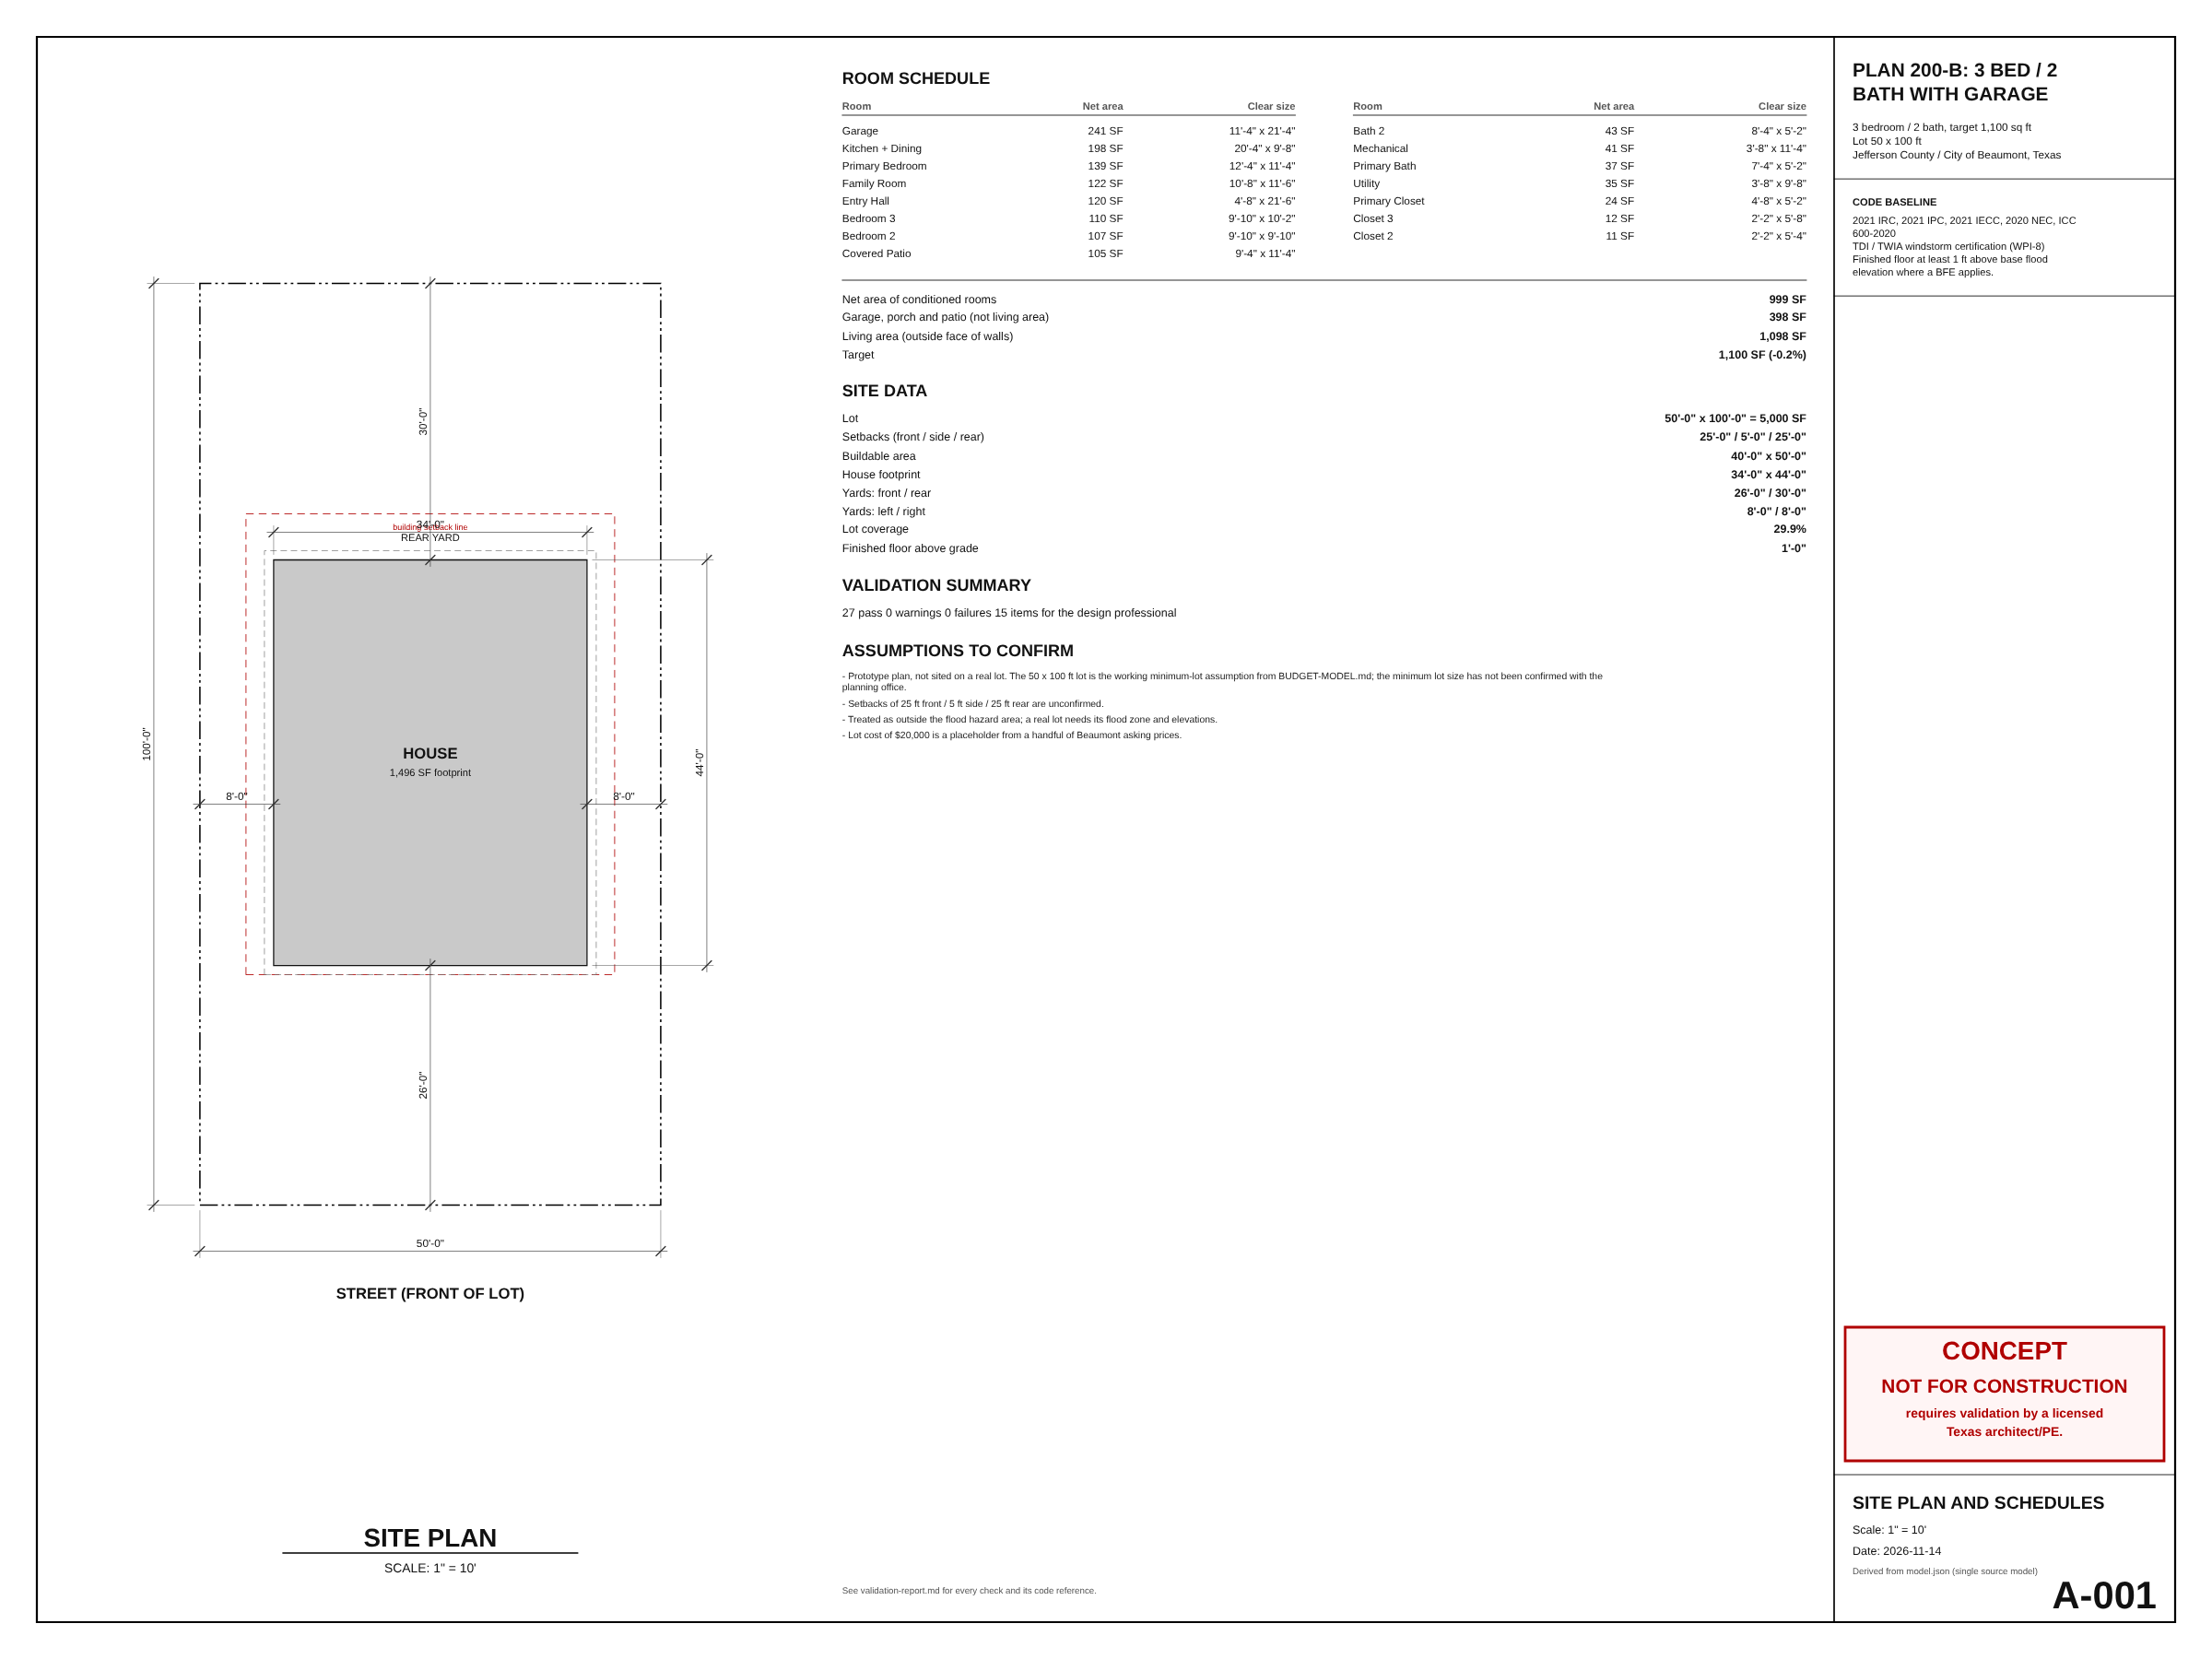 ROOM SCHEDULE
Room Net area Clear size Room Net area Clear size
Garage 241 SF 11'-4" x 21'-4" Bath 2 43 SF 8'-4" x 5'-2"
Kitchen + Dining 198 SF 20'-4" x 9'-8" Mechanical 41 SF 3'-8" x 11'-4"
Primary Bedroom 139 SF 12'-4" x 11'-4" Primary Bath 37 SF 7'-4" x 5'-2"
Family Room 122 SF 10'-8" x 11'-6" Utility 35 SF 3'-8" x 9'-8"
Entry Hall 120 SF 4'-8" x 21'-6" Primary Closet 24 SF 4'-8" x 5'-2"
Bedroom 3 110 SF 9'-10" x 10'-2" Closet 3 12 SF 2'-2" x 5'-8"
Bedroom 2 107 SF 9'-10" x 9'-10" Closet 2 11 SF 2'-2" x 5'-4"
Covered Patio 105 SF 9'-4" x 11'-4"
Net area of conditioned rooms 999 SF
Garage, porch and patio (not living area) 398 SF
Living area (outside face of walls) 1,098 SF
Target 1,100 SF (-0.2%)
SITE DATA
Lot 50'-0" x 100'-0" = 5,000 SF
Setbacks (front / side / rear) 25'-0" / 5'-0" / 25'-0"
Buildable area 40'-0" x 50'-0"
House footprint 34'-0" x 44'-0"
Yards: front / rear 26'-0" / 30'-0"
Yards: left / right 8'-0" / 8'-0"
Lot coverage 29.9%
Finished floor above grade 1'-0"
VALIDATION SUMMARY
27 pass 0 warnings 0 failures 15 items for the design professional
ASSUMPTIONS TO CONFIRM
- Prototype plan, not sited on a real lot. The 50 x 100 ft lot is the working minimum-lot assumption from BUDGET-MODEL.md; the minimum lot size has not been confirmed with the
planning office.
- Setbacks of 25 ft front / 5 ft side / 25 ft rear are unconfirmed.
- Treated as outside the flood hazard area; a real lot needs its flood zone and elevations.
- Lot cost of $20,000 is a placeholder from a handful of Beaumont asking prices.
See validation-report.md for every check and its code reference.
30'-0"
34'-0"
building setback line
REAR YARD
100'-0"
HOUSE
1,496 SF footprint
44'-0"
8'-0"
8'-0"
26'-0"
50'-0"
STREET (FRONT OF LOT)
SITE PLAN
SCALE: 1" = 10'
PLAN 200-B: 3 BED / 2
BATH WITH GARAGE
3 bedroom / 2 bath, target 1,100 sq ft
Lot 50 x 100 ft
Jefferson County / City of Beaumont, Texas
CODE BASELINE
2021 IRC, 2021 IPC, 2021 IECC, 2020 NEC, ICC
600-2020
TDI / TWIA windstorm certification (WPI-8)
Finished floor at least 1 ft above base flood
elevation where a BFE applies.
CONCEPT
NOT FOR CONSTRUCTION
requires validation by a licensed
Texas architect/PE.
SITE PLAN AND SCHEDULES
Scale: 1" = 10'
Date: 2026-11-14
Derived from model.json (single source model)
A-001